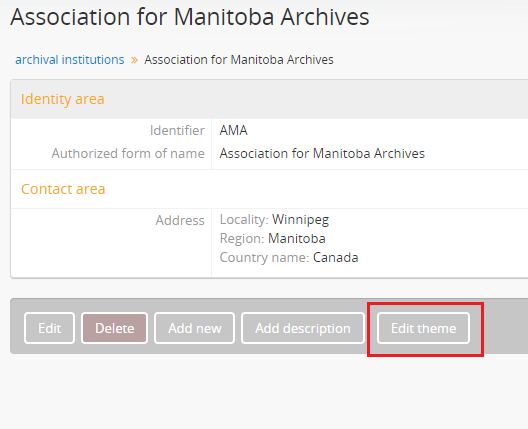 Association for Manitoba Archives
archival institutions » Association for Manitoba Archives
Identity area
Identifier AMA
Authorized form of name Association for Manitoba Archives
Contact area
Address Locality: Winnipeg
Region: Manitoba
Country name: Canada
Edit Delete Add new Add description Edit theme